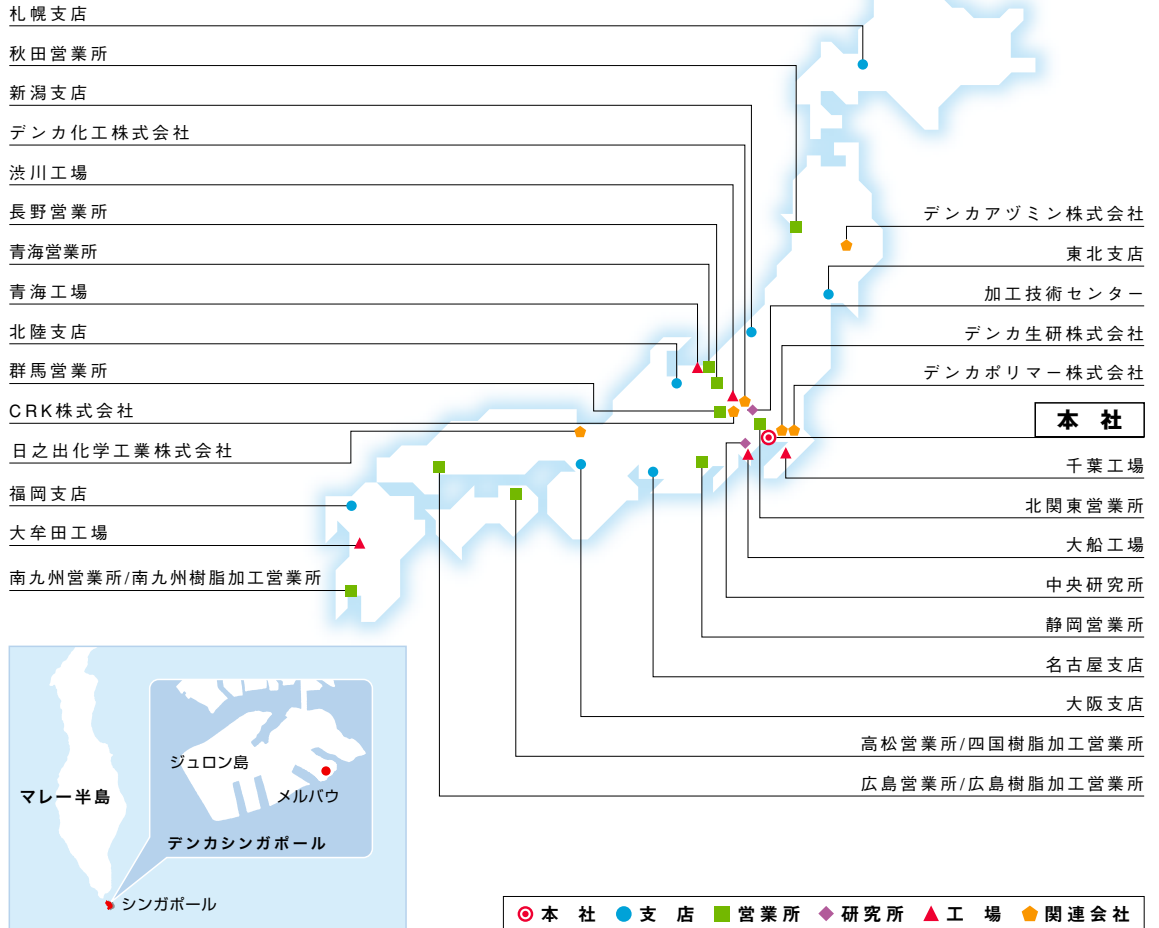 札幌支店
秋田営業所
新潟支店
デンカ化工株式会社
渋川工場
長野営業所
青海営業所
青海工場
北陸支店
群馬営業所
CRK株式会社
日之出化学工業株式会社
福岡支店
大牟田工場
南九州営業所/南九州樹脂加工営業所
デンカアヅミン株式会社
東北支店
加工技術センター
デンカ生研株式会社
デンカポリマー株式会社
本 社
千葉工場
北関東営業所
大船工場
中央研究所
静岡営業所
名古屋支店
大阪支店
高松営業所/四国樹脂加工営業所
広島営業所/広島樹脂加工営業所
ジュロン島
マレー半島
メルバウ
デンカシンガポール
シンガポール
本 社 支 店 営業所 研究所 工 場 関連会社